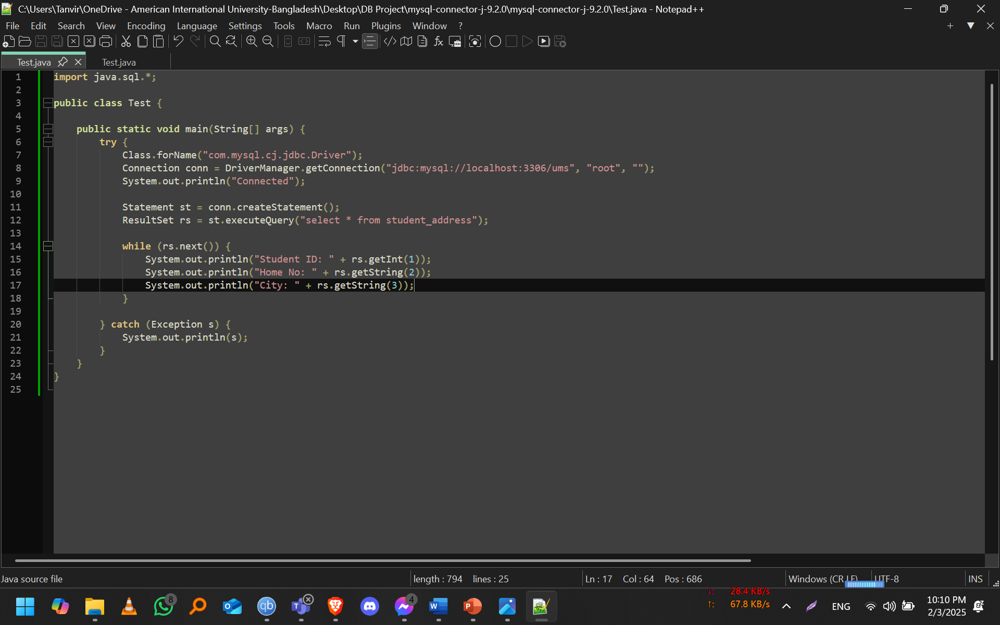 C:\Users\Tanvir\OneDrive - American International University-Bangladesh\Desktop\DB Project\mysql-connector-j-9.2.0\mysql-connector-j-9.2.0\Test.java - Notepad++
File Edit Search View Encoding Language Settings Tools Macro Run Plugins Window ?
Test.java Test.java
1 import java.sql.*;
2
3 public class Test {
4
5     public static void main(String[] args) {
6         try {
7             Class.forName("com.mysql.cj.jdbc.Driver");
8             Connection conn = DriverManager.getConnection("jdbc:mysql://localhost:3306/ums", "root", "");
9             System.out.println("Connected");
10
11             Statement st = conn.createStatement();
12             ResultSet rs = st.executeQuery("select * from student_address");
13
14             while (rs.next()) {
15                 System.out.println("Student ID: " + rs.getInt(1));
16                 System.out.println("Home No: " + rs.getString(2));
17                 System.out.println("City: " + rs.getString(3));
18             }
19
20         } catch (Exception s) {
21             System.out.println(s);
22         }
23     }
24 }
25
Java source file length : 794 lines : 25 Ln : 17 Col : 64 Pos : 686 Windows (CR LF) UTF-8 INS
↓: 28.4 KB/s
↑: 67.8 KB/s
8 4 ENG
10:10 PM
2/3/2025